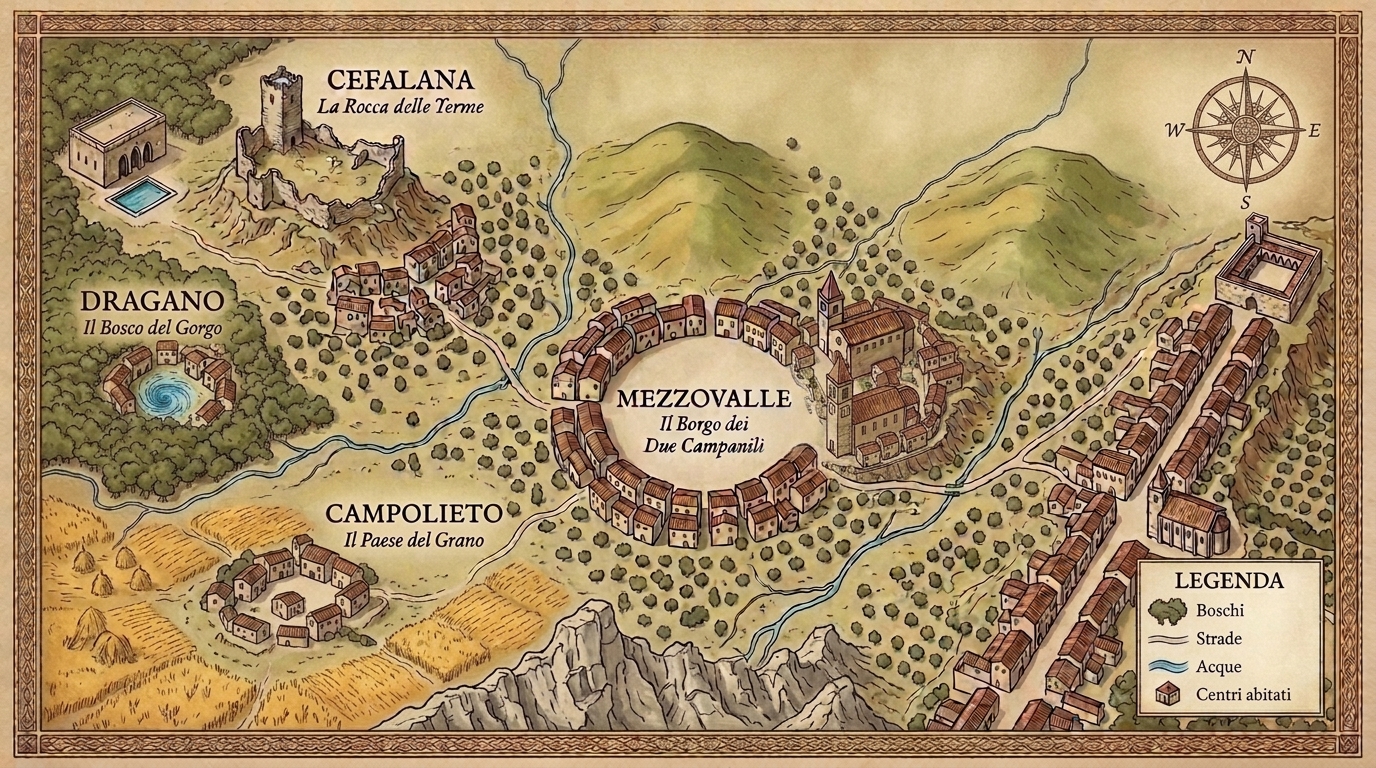 CEFALANA
La Rocca delle Terme
N
W
E
S
DRAGANO
Il Bosco del Gorgo
MEZZOVALLE
Il Borgo dei
Due Campanili
CAMPOLIETO
Il Paese del Grano
LEGENDA
Boschi
Strade
Acque
Centri abitati